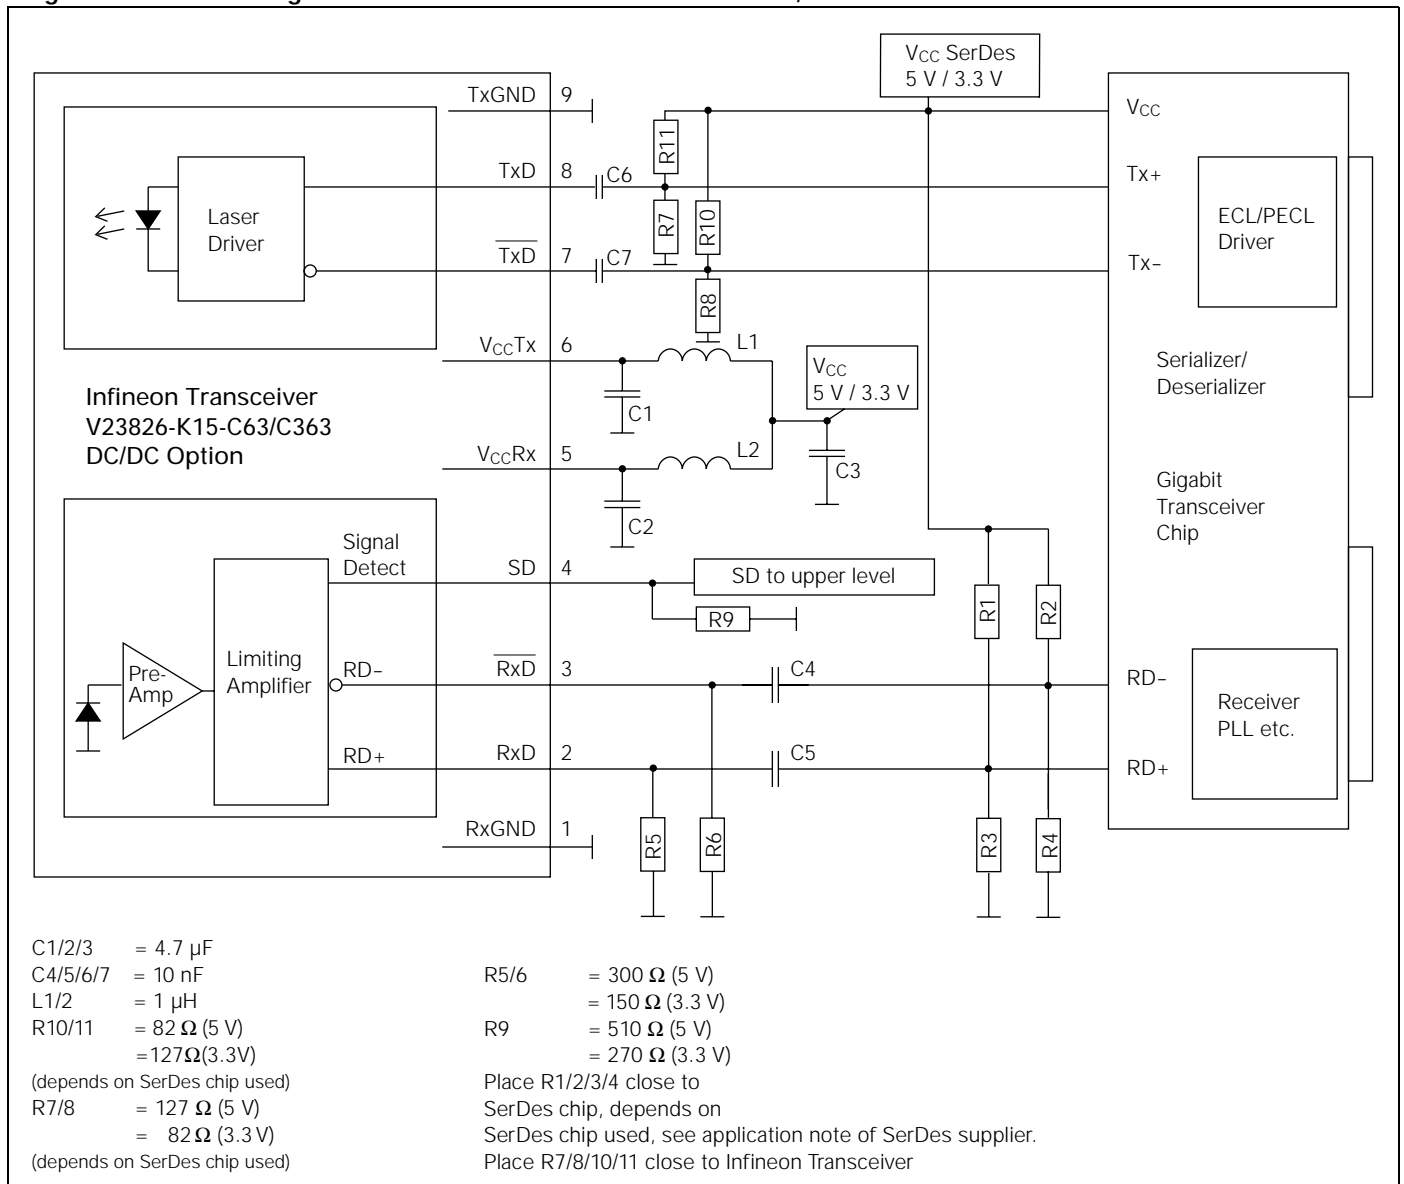 VCC SerDes
5 V / 3.3 V
TxGND 9
VCC
R11
TxD 8
C6
Tx+
Laser
Driver
R7
R10
ECL/PECL
Driver
TxD 7
C7
Tx−
R8
VCCTx 6
L1
VCC
5 V / 3.3 V
Serializer/
Deserializer
Infineon Transceiver
V23826-K15-C63/C363
DC/DC Option
C1
VCCRx 5
L2
C3
Gigabit
Transceiver
Chip
C2
Signal
Detect
SD 4
SD to upper level
R9
R1
R2
Pre-
Amp
Limiting
Amplifier
RD−
RxD 3
C4
RD−
Receiver
PLL etc.
RD+
RxD 2
C5
RD+
RxGND 1
R5
R6
R3
R4
C1/2/3 = 4.7 µF
C4/5/6/7 = 10 nF
L1/2 = 1 µH
R10/11 = 82 Ω (5 V)
=127Ω(3.3V)
(depends on SerDes chip used)
R7/8 = 127 Ω (5 V)
= 82 Ω (3.3 V)
(depends on SerDes chip used)
R5/6 = 300 Ω (5 V)
= 150 Ω (3.3 V)
R9 = 510 Ω (5 V)
= 270 Ω (3.3 V)
Place R1/2/3/4 close to
SerDes chip, depends on
SerDes chip used, see application note of SerDes supplier.
Place R7/8/10/11 close to Infineon Transceiver